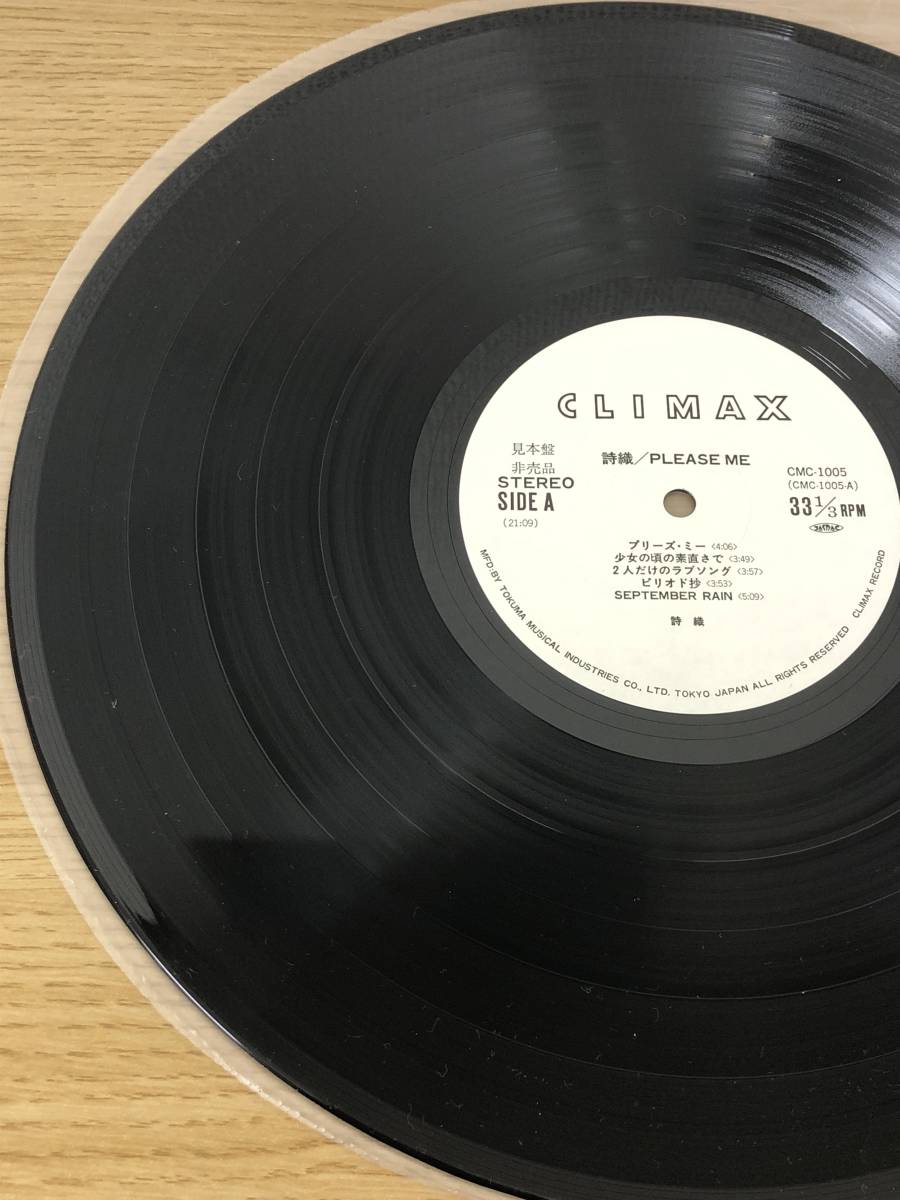 CLIMAX
見本盤
非売品
STEREO
SIDE A
(21:09)
詩織/PLEASE ME
CMC-1005
(CMC-1005-A)
33 1/3 RPM
プリーズ・ミー <4:06>
少女の頃の素直さで <3:49>
2人だけのラブソング <3:57>
ピリオド抄 <3:53>
SEPTEMBER RAIN <5:09>
詩織
MFD:BY TOKUMA MUSICAL INDUSTRIES CO., LTD. TOKYO JAPAN ALL RIGHTS RESERVED CLIMAX RECORD